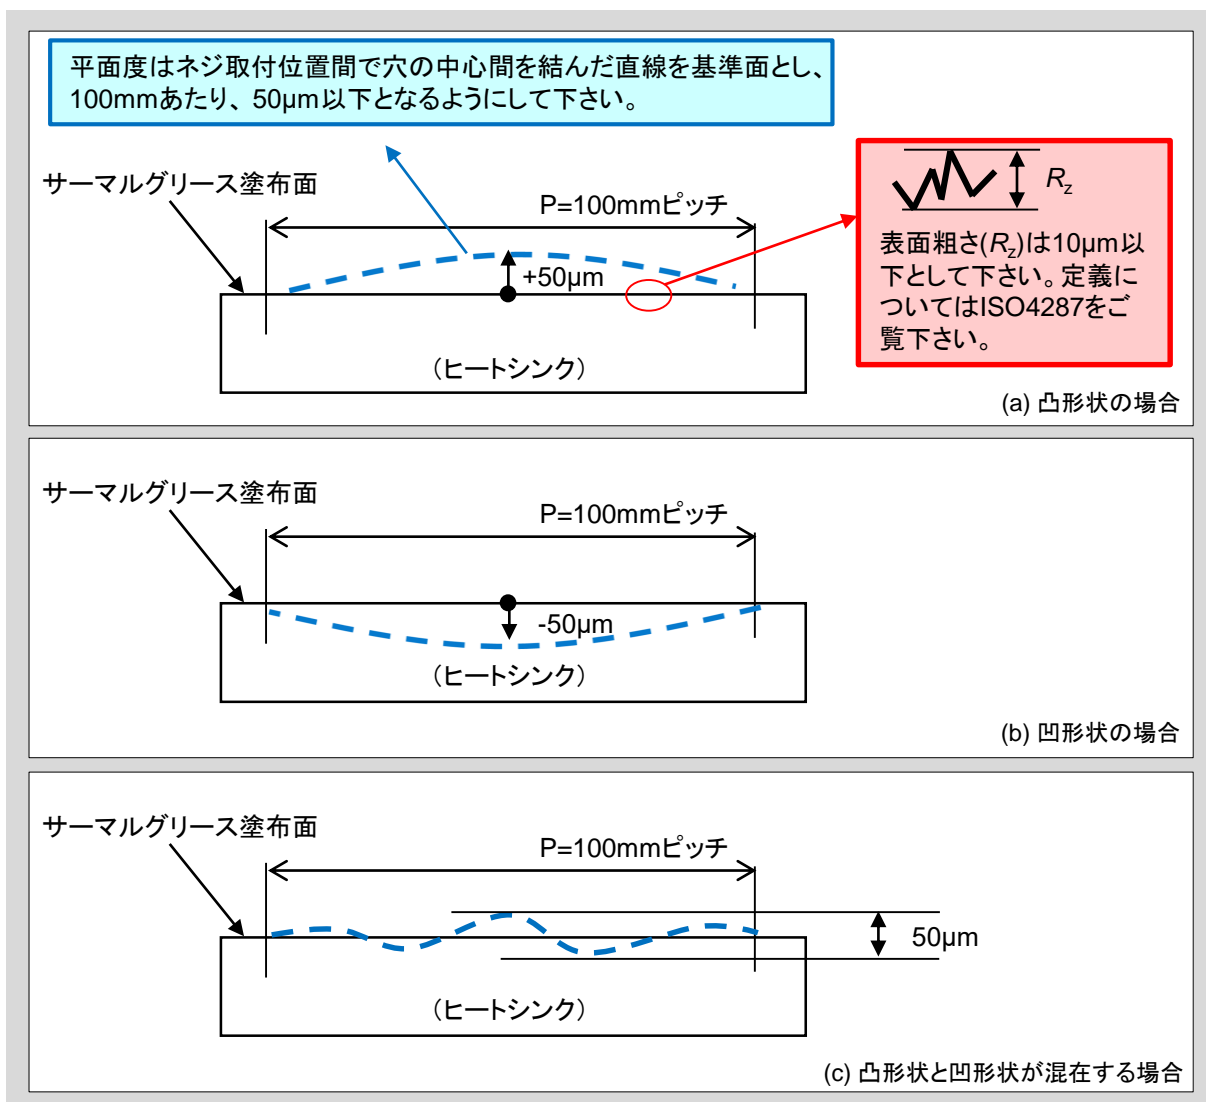 平面度はネジ取付位置間で穴の中心間を結んだ直線を基準面とし、
100mmあたり、50μm以下となるようにして下さい。
サーマルグリース塗布面
P=100mmピッチ
+50μm
Rz
表面粗さ(Rz)は10μm以
下として下さい。定義に
ついてはISO4287をご
覧下さい。
(ヒートシンク)
(a) 凸形状の場合
サーマルグリース塗布面
P=100mmピッチ
-50μm
(ヒートシンク)
(b) 凹形状の場合
サーマルグリース塗布面
P=100mmピッチ
50μm
(ヒートシンク)
(c) 凸形状と凹形状が混在する場合